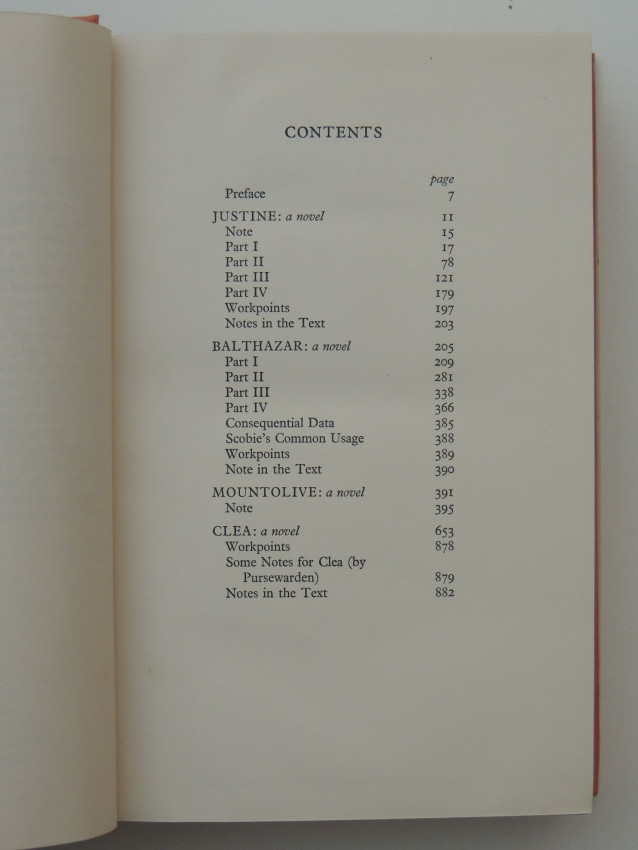 CONTENTS
page
Preface 7
JUSTINE: a novel 11
Note 15
Part I 17
Part II 78
Part III 121
Part IV 179
Workpoints 197
Notes in the Text 203
BALTHAZAR: a novel 205
Part I 209
Part II 281
Part III 338
Part IV 366
Consequential Data 385
Scobie's Common Usage 388
Workpoints 389
Note in the Text 390
MOUNTOLIVE: a novel 391
Note 395
CLEA: a novel 653
Workpoints 878
Some Notes for Clea (by
Pursewarden) 879
Notes in the Text 882